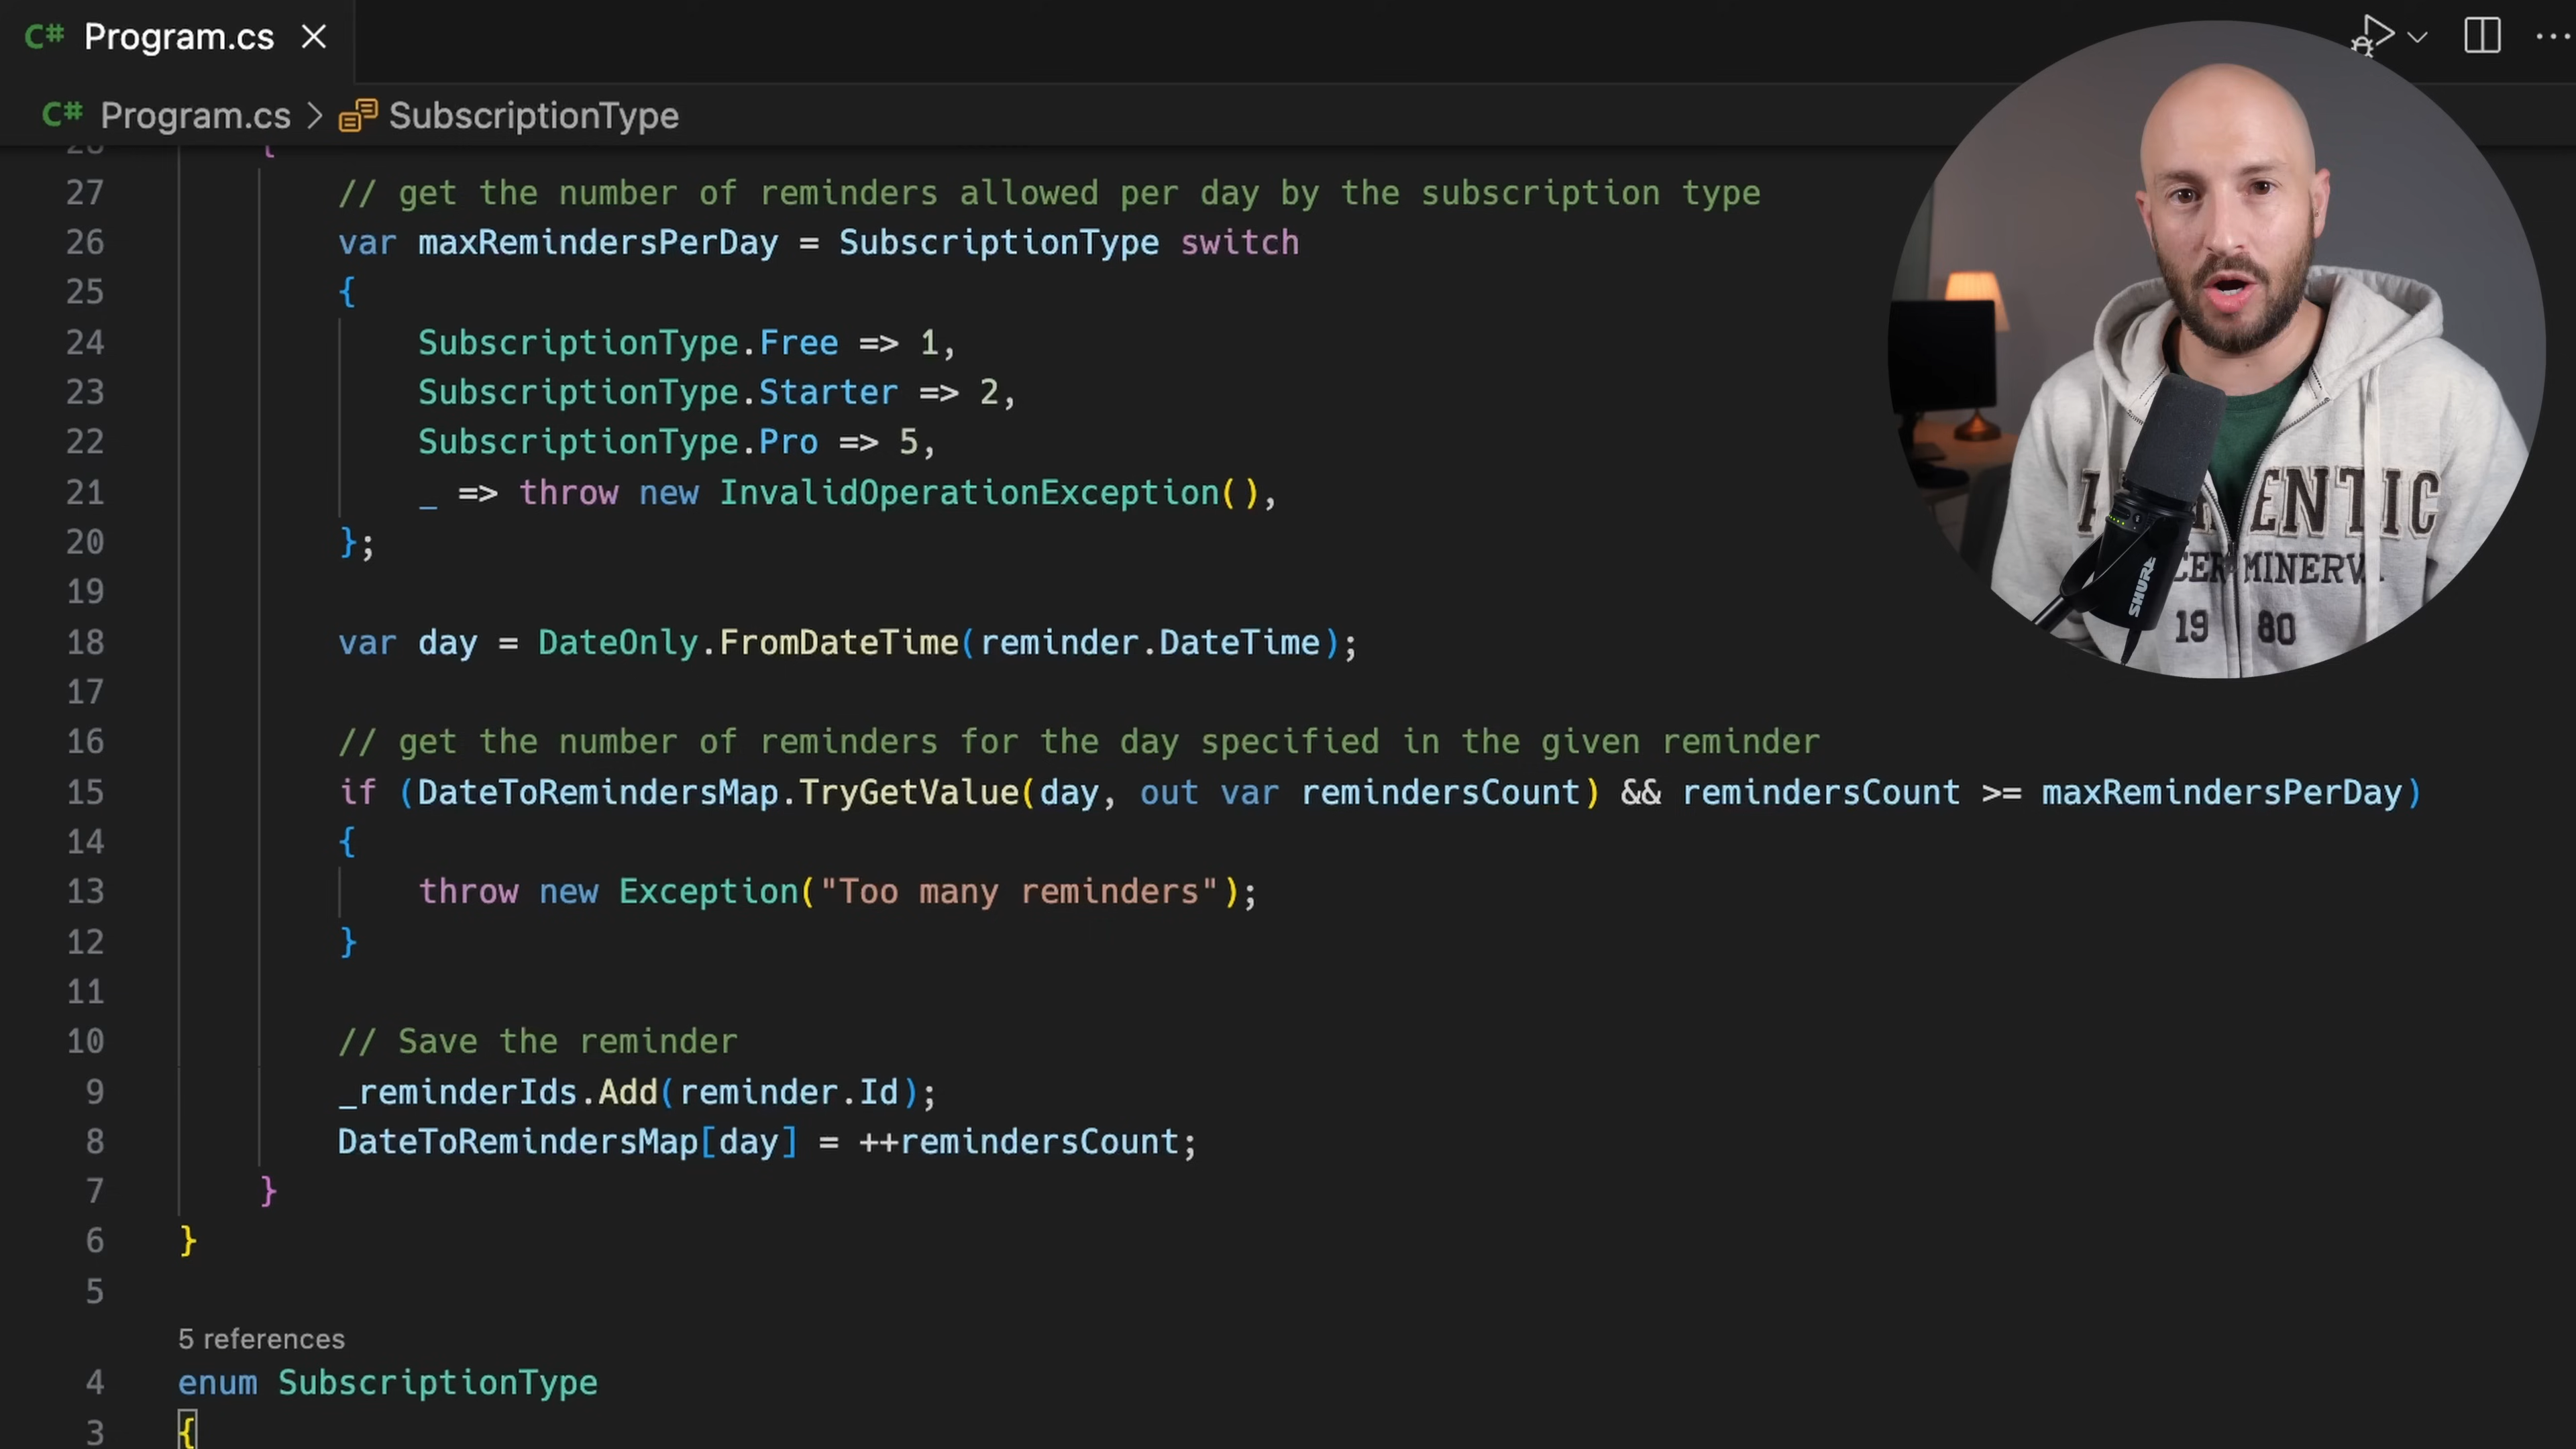 C# Program.cs
C# Program.cs > SubscriptionType
27 // get the number of reminders allowed per day by the subscription type
26 var maxRemindersPerDay = SubscriptionType switch
25 {
24 SubscriptionType.Free => 1,
23 SubscriptionType.Starter => 2,
22 SubscriptionType.Pro => 5,
21 _ => throw new InvalidOperationException(),
20 };
19
18 var day = DateOnly.FromDateTime(reminder.DateTime);
17
16 // get the number of reminders for the day specified in the given reminder
15 if (DateToRemindersMap.TryGetValue(day, out var remindersCount) && remindersCount >= maxRemindersPerDay)
14 {
13 throw new Exception("Too many reminders");
12 }
11
10 // Save the reminder
9 _reminderIds.Add(reminder.Id);
8 DateToRemindersMap[day] = ++remindersCount;
7 }
6 }
5
5 references
4 enum SubscriptionType
3 {
SHURE
19 80